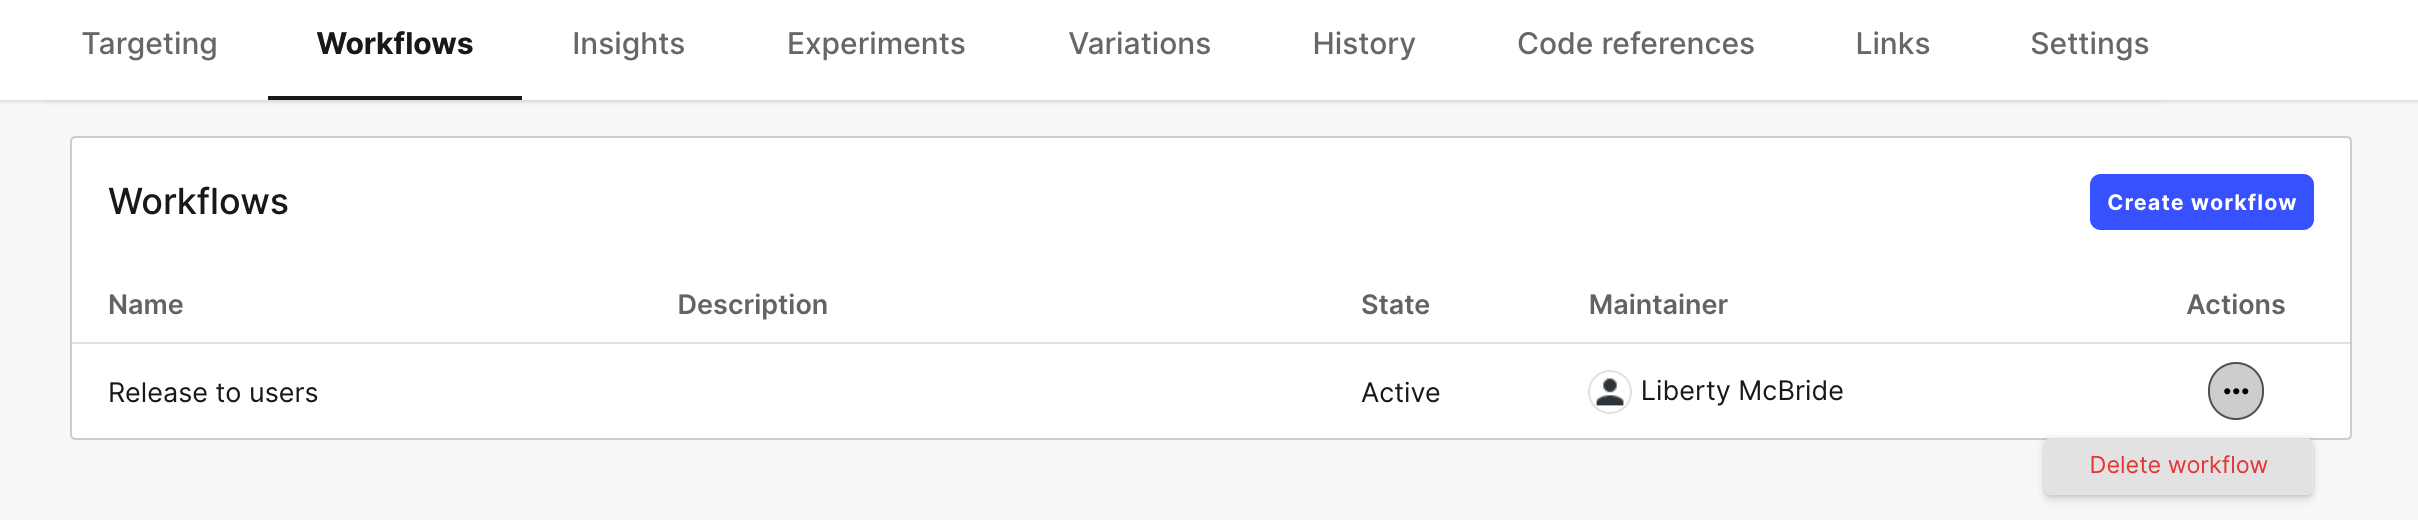 Targeting Workflows Insights Experiments Variations History Code references Links Settings
Workflows Create workflow
Name Description State Maintainer Actions
Release to users Active Liberty McBride
Delete workflow